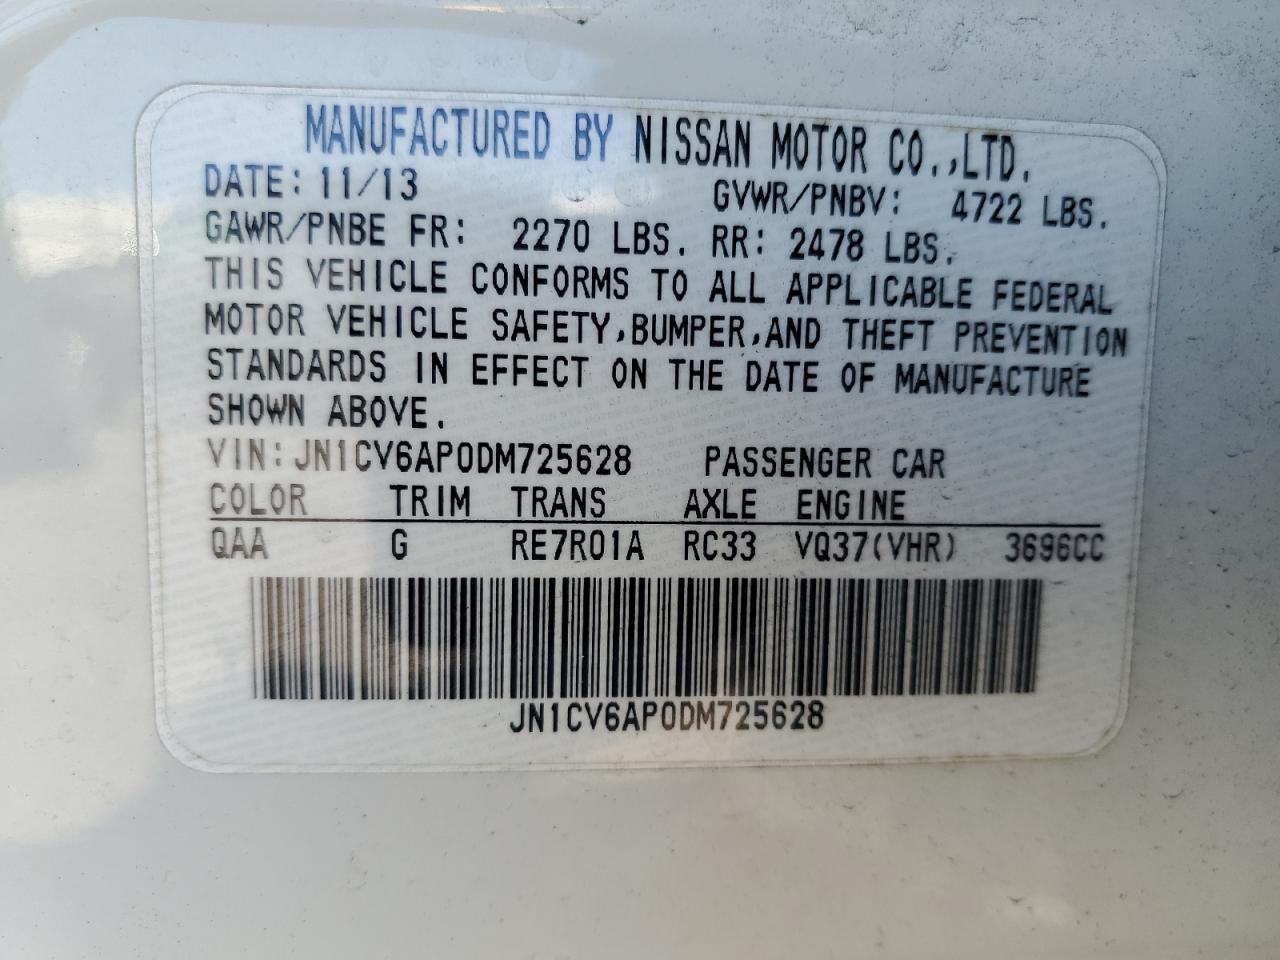 MANUFACTURED BY NISSAN MOTOR CO.,LTD.
DATE: 11/13 GVWR/PNBV: 4722 LBS.
GAWR/PNBE FR: 2270 LBS. RR: 2478 LBS.
THIS VEHICLE CONFORMS TO ALL APPLICABLE FEDERAL
MOTOR VEHICLE SAFETY,BUMPER,AND THEFT PREVENTION
STANDARDS IN EFFECT ON THE DATE OF MANUFACTURE
SHOWN ABOVE.
VIN: JN1CV6AP0DM725628 PASSENGER CAR
COLOR TRIM TRANS AXLE ENGINE
QAA G RE7R01A RC33 VQ37(VHR) 3696CC
JN1CV6AP0DM725628